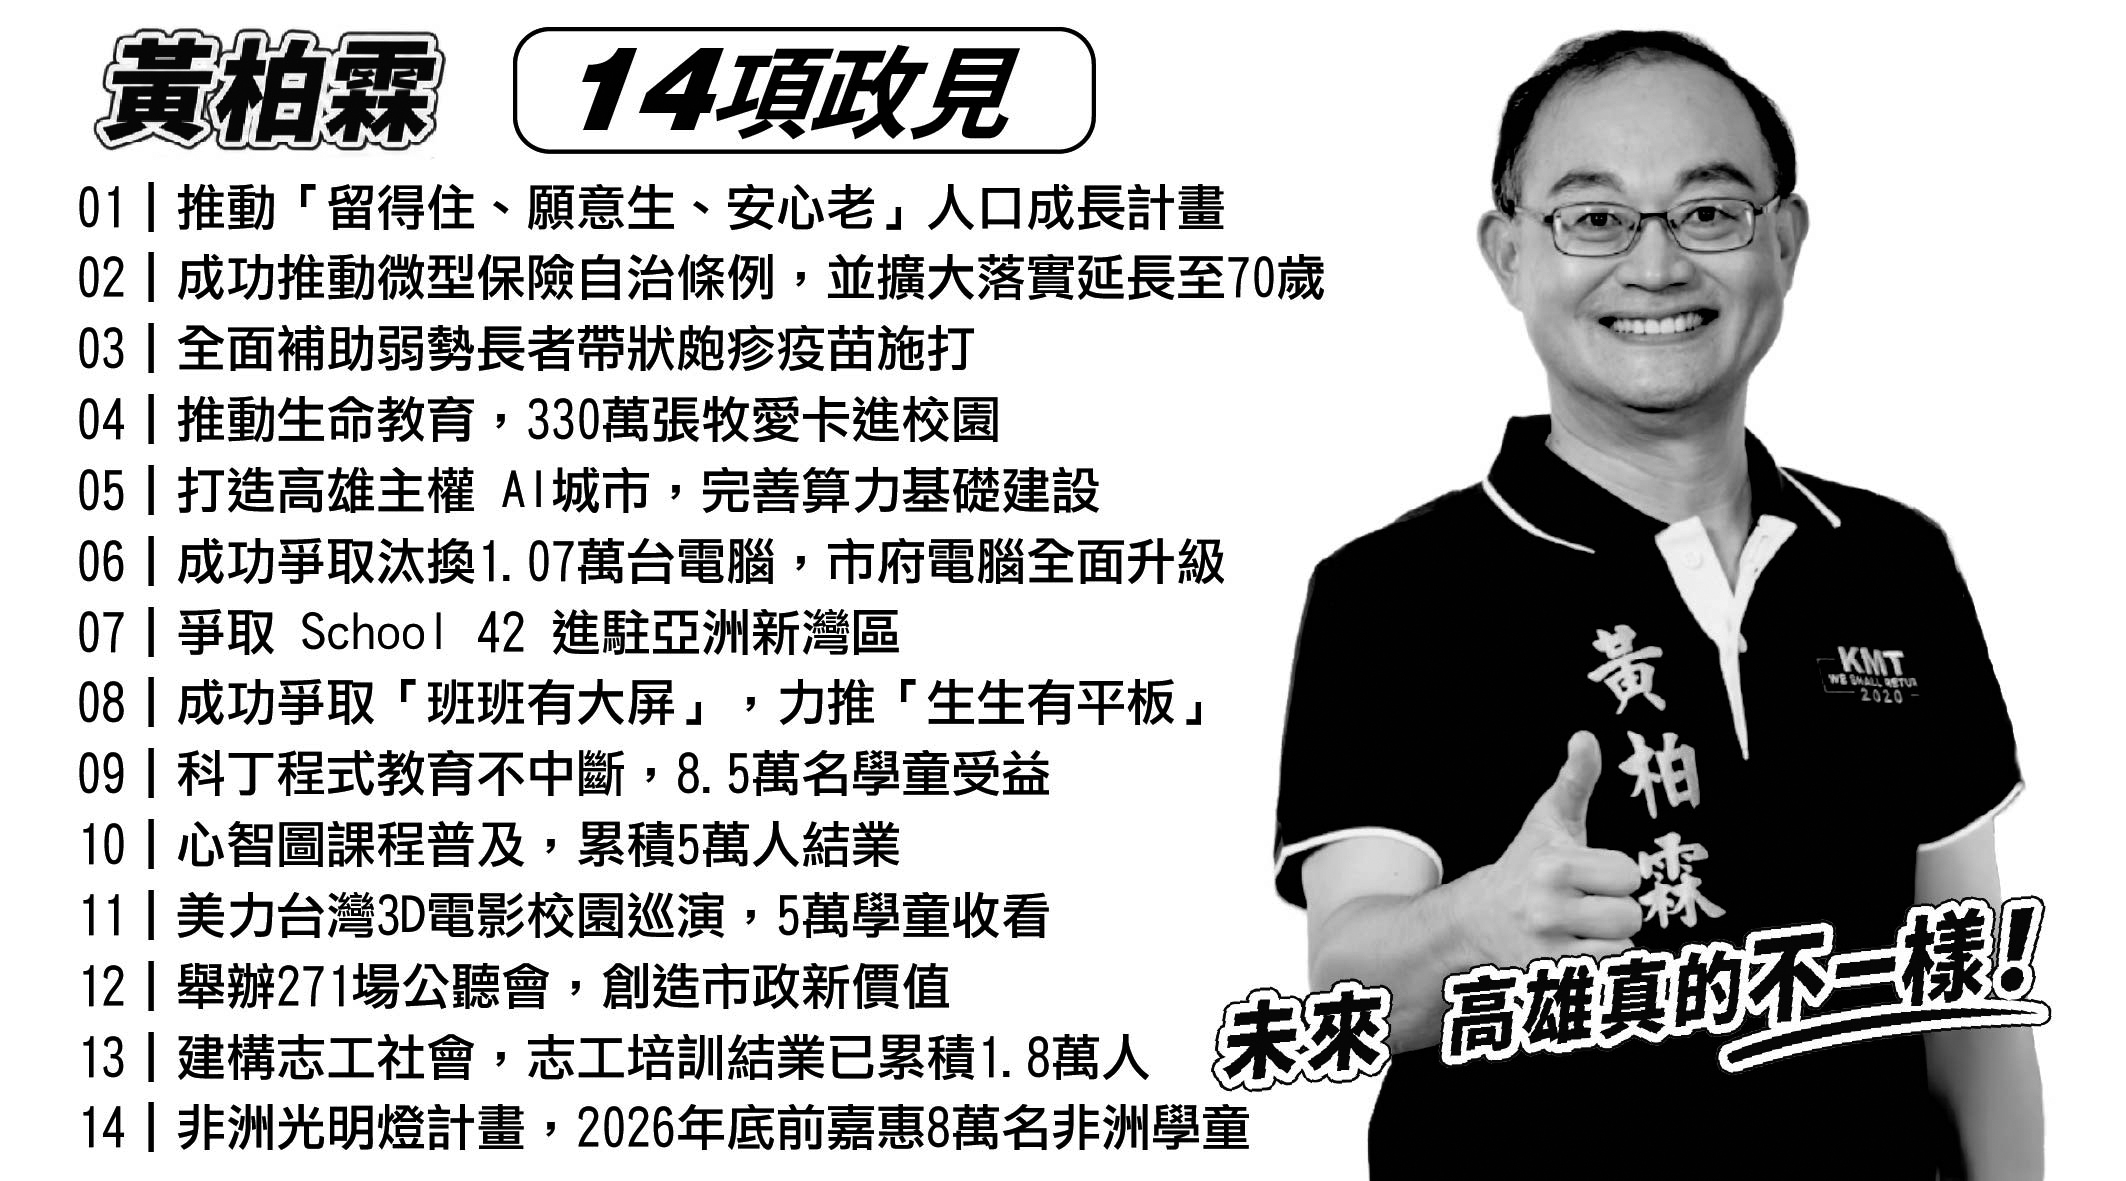 黃柏霖
14項政見
01｜推動「留得住、願意生、安心老」人口成長計畫
02｜成功推動微型保險自治條例，並擴大落實延長至70歲
03｜全面補助弱勢長者帶狀皰疹疫苗施打
04｜推動生命教育，330萬張牧愛卡進校園
05｜打造高雄主權 AI城市，完善算力基礎建設
06｜成功爭取汰換1.07萬台電腦，市府電腦全面升級
07｜爭取 School 42 進駐亞洲新灣區
08｜成功爭取「班班有大屏」，力推「生生有平板」
09｜科丁程式教育不中斷，8.5萬名學童受益
10｜心智圖課程普及，累積5萬人結業
11｜美力台灣3D電影校園巡演，5萬學童收看
12｜舉辦271場公聽會，創造市政新價值
13｜建構志工社會，志工培訓結業已累積1.8萬人
14｜非洲光明燈計畫，2026年底前嘉惠8萬名非洲學童
黃柏霖
KMT
WE SHALL RETUR
2020
未來 高雄真的不一樣！